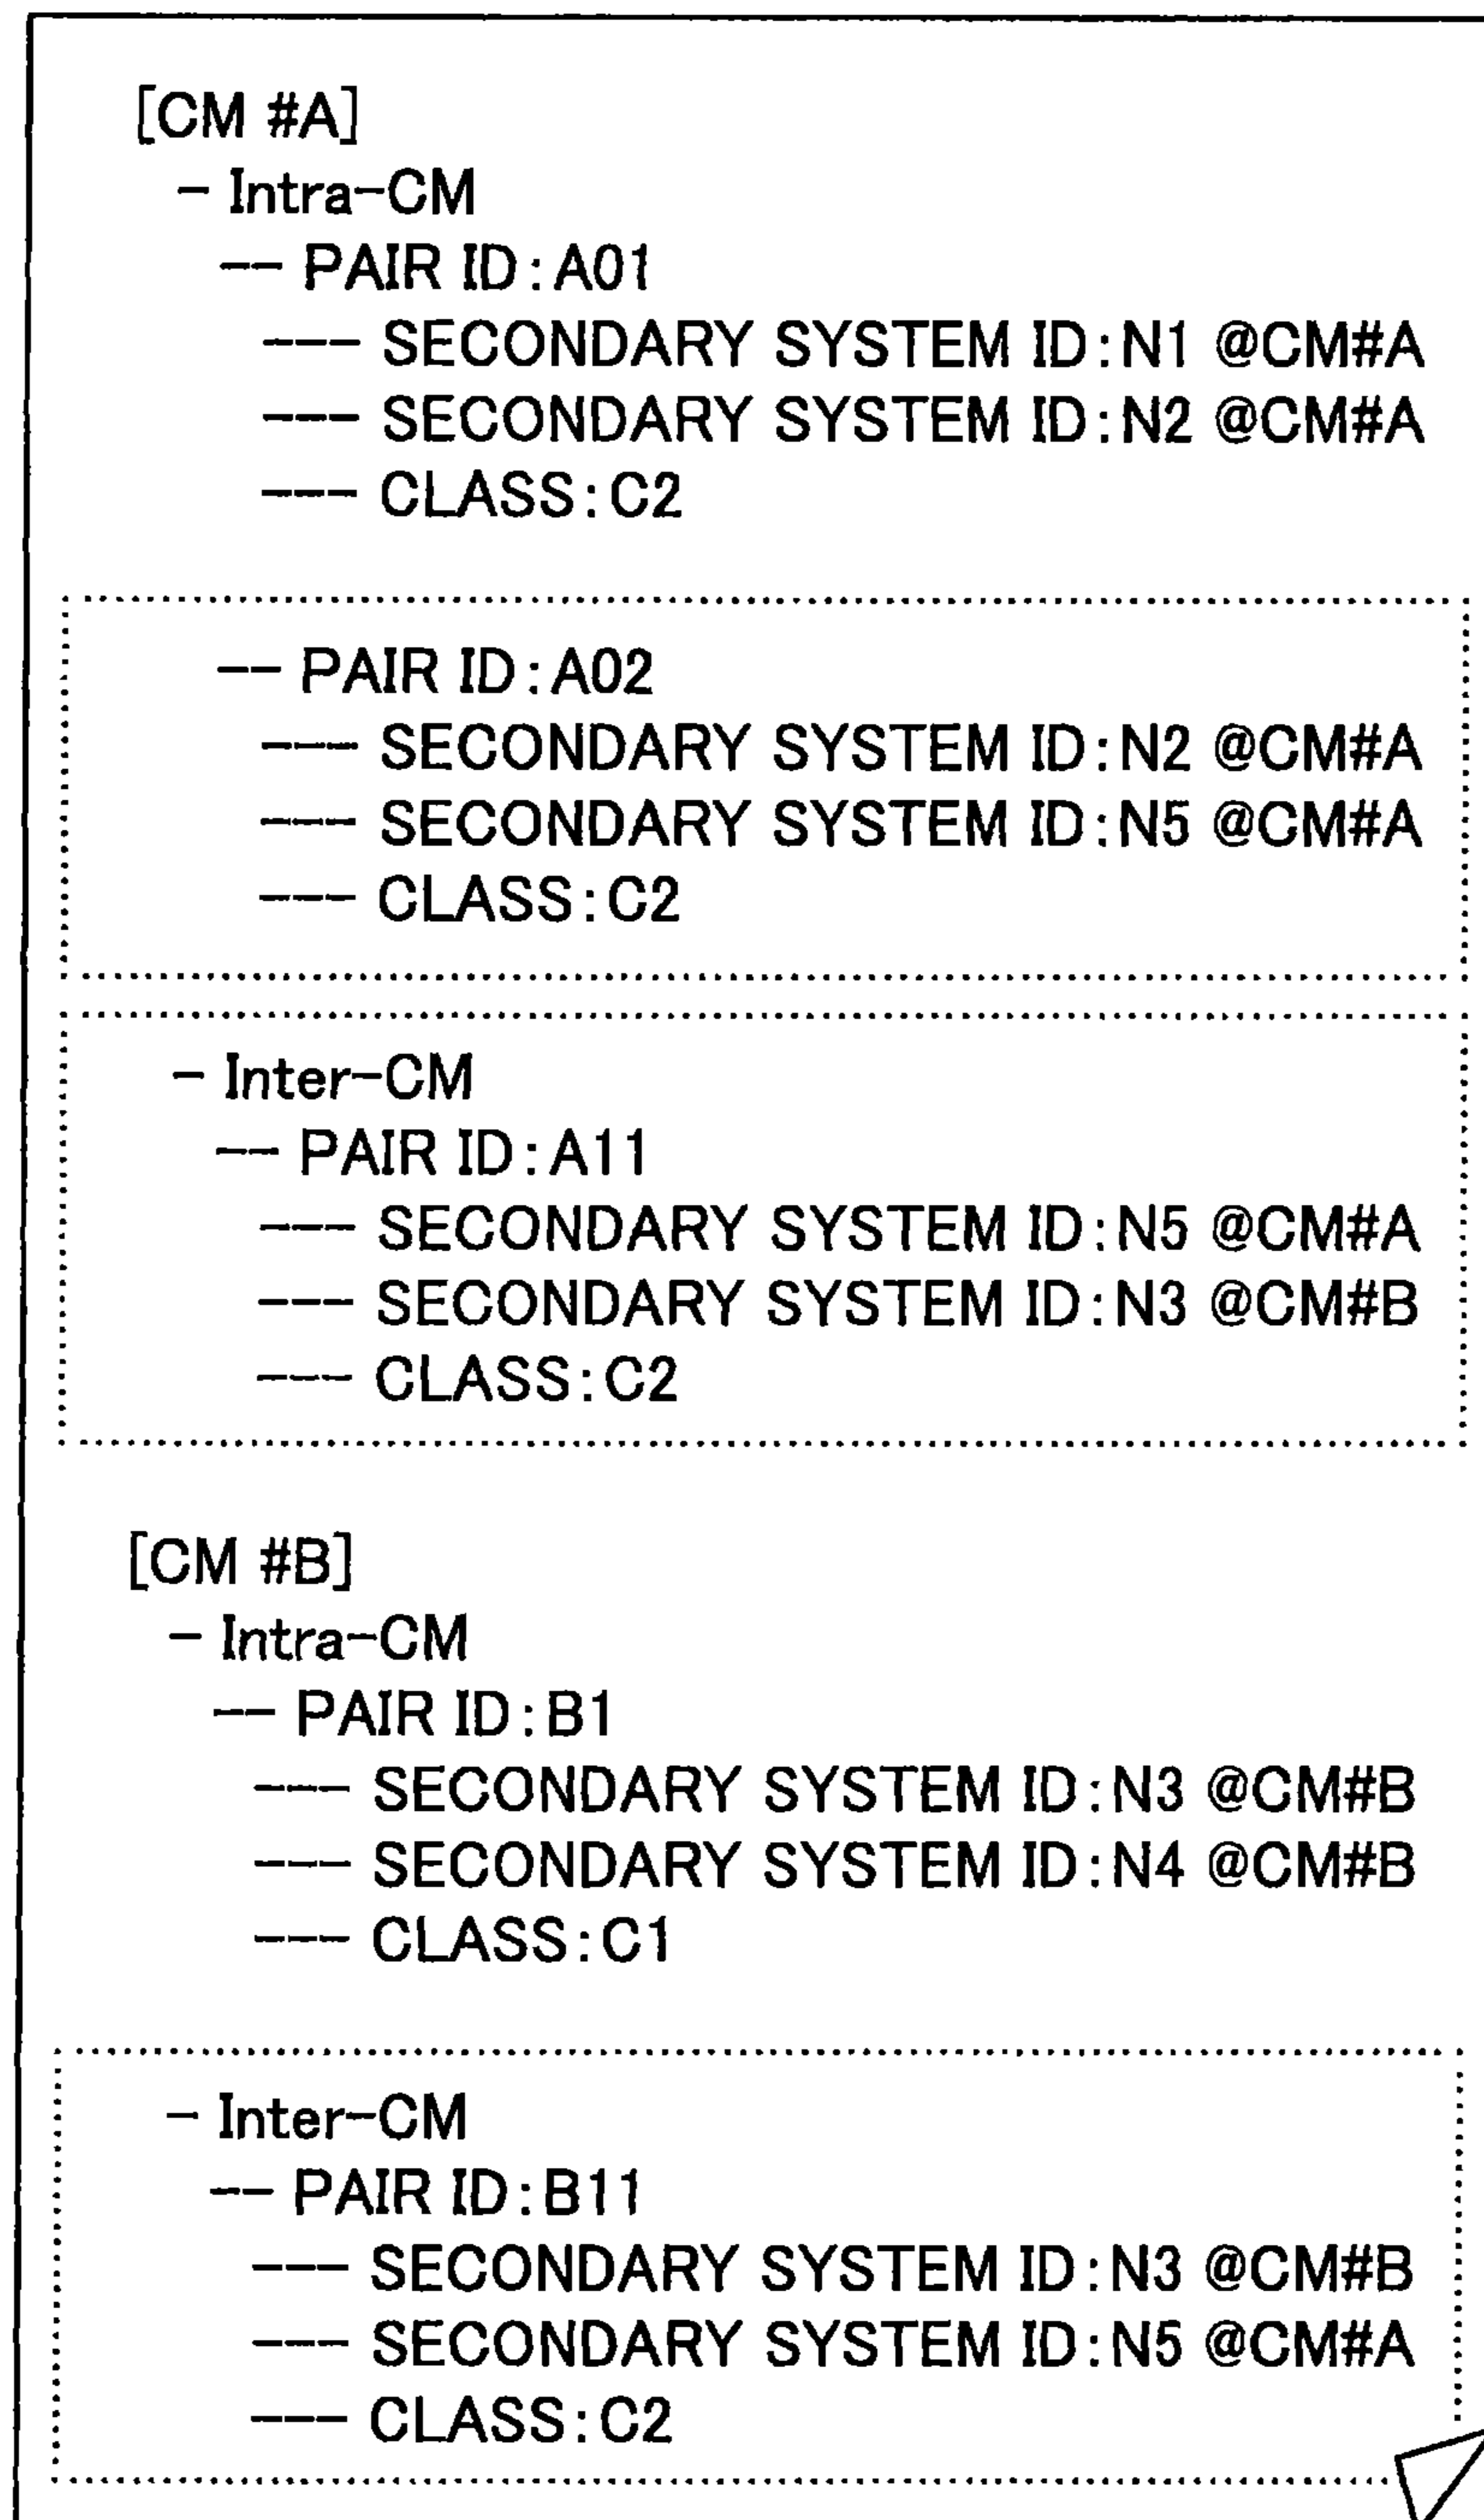 [CM #A]
- Intra-CM
-- PAIR ID:A01
--- SECONDARY SYSTEM ID:N1 @CM#A
--- SECONDARY SYSTEM ID:N2 @CM#A
--- CLASS:C2
-- PAIR ID:A02
--- SECONDARY SYSTEM ID:N2 @CM#A
--- SECONDARY SYSTEM ID:N5 @CM#A
--- CLASS:C2
- Inter-CM
-- PAIR ID:A11
--- SECONDARY SYSTEM ID:N5 @CM#A
--- SECONDARY SYSTEM ID:N3 @CM#B
--- CLASS:C2
[CM #B]
- Intra-CM
-- PAIR ID:B1
--- SECONDARY SYSTEM ID:N3 @CM#B
--- SECONDARY SYSTEM ID:N4 @CM#B
--- CLASS:C1
- Inter-CM
-- PAIR ID:B11
--- SECONDARY SYSTEM ID:N3 @CM#B
--- SECONDARY SYSTEM ID:N5 @CM#A
--- CLASS:C2